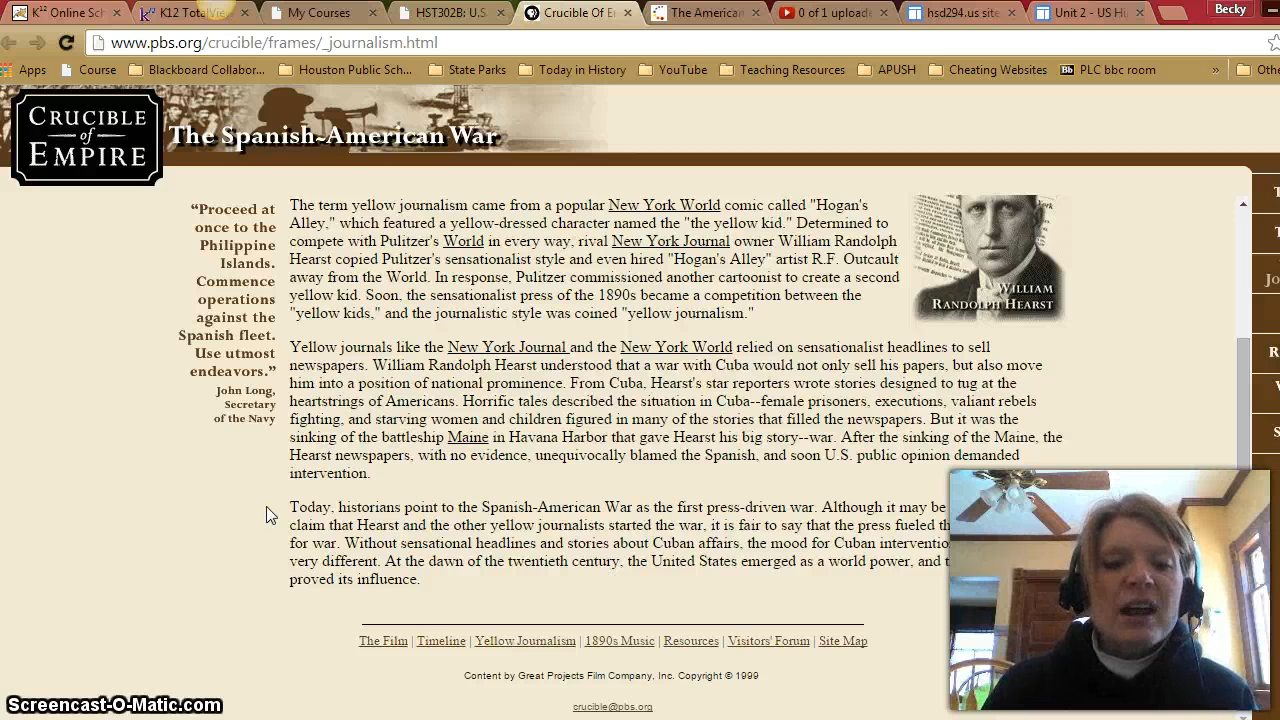 K¹² Online Sch
K12 TotalVie
My Courses
HST302B: U.S.
Crucible Of E
The American
0 of 1 uploade
hsd294.us site
Unit 2 - US Hi
Becky
www.pbs.org/crucible/frames/_journalism.html
Apps
Course
Blackboard Collabor...
Houston Public Sch...
State Parks
Today in History
YouTube
Teaching Resources
APUSH
Cheating Websites
Bb PLC bbc room
»
Othe
CRUCIBLE
of
EMPIRE
The Spanish-American War
“Proceed at
once to the
Philippine
Islands.
Commence
operations
against the
Spanish fleet.
Use utmost
endeavors.”
John Long,
Secretary
of the Navy
The term yellow journalism came from a popular New York World comic called "Hogan's
Alley," which featured a yellow-dressed character named the "the yellow kid." Determined to
compete with Pulitzer's World in every way, rival New York Journal owner William Randolph
Hearst copied Pulitzer's sensationalist style and even hired "Hogan's Alley" artist R.F. Outcault
away from the World. In response, Pulitzer commissioned another cartoonist to create a second
yellow kid. Soon, the sensationalist press of the 1890s became a competition between the
"yellow kids," and the journalistic style was coined "yellow journalism."
WILLIAM
RANDOLPH HEARST
Yellow journals like the New York Journal and the New York World relied on sensationalist headlines to sell
newspapers. William Randolph Hearst understood that a war with Cuba would not only sell his papers, but also move
him into a position of national prominence. From Cuba, Hearst's star reporters wrote stories designed to tug at the
heartstrings of Americans. Horrific tales described the situation in Cuba--female prisoners, executions, valiant rebels
fighting, and starving women and children figured in many of the stories that filled the newspapers. But it was the
sinking of the battleship Maine in Havana Harbor that gave Hearst his big story--war. After the sinking of the Maine, the
Hearst newspapers, with no evidence, unequivocally blamed the Spanish, and soon U.S. public opinion demanded
intervention.
Today, historians point to the Spanish-American War as the first press-driven war. Although it may be
claim that Hearst and the other yellow journalists started the war, it is fair to say that the press fueled th
for war. Without sensational headlines and stories about Cuban affairs, the mood for Cuban interventio
very different. At the dawn of the twentieth century, the United States emerged as a world power, and t
proved its influence.
The Film | Timeline | Yellow Journalism | 1890s Music | Resources | Visitors' Forum | Site Map
Content by Great Projects Film Company, Inc. Copyright © 1999
crucible@pbs.org
T
T
Jo
R
S
Screencast-O-Matic.com